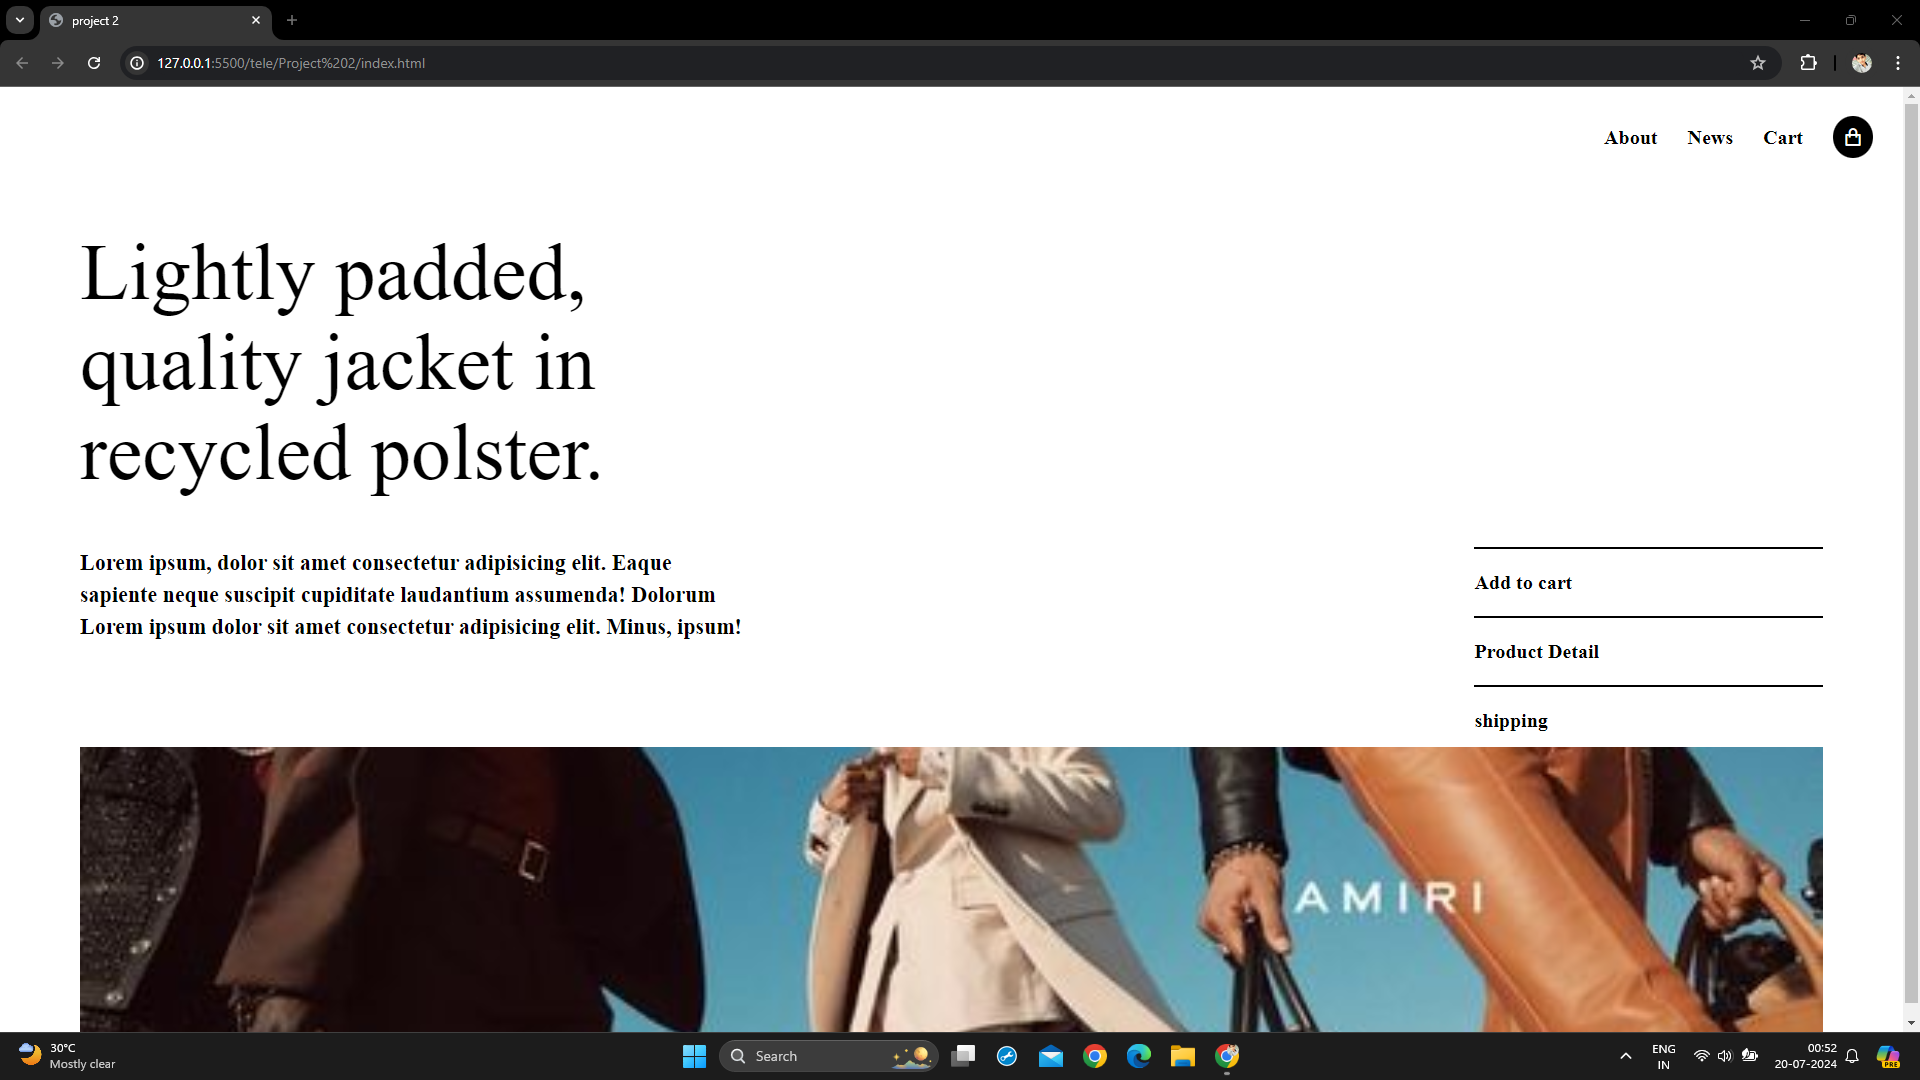 project 2
127.0.0.1:5500/tele/Project%202/index.html
About News Cart
Lightly padded,
quality jacket in
recycled polster.
Lorem ipsum, dolor sit amet consectetur adipisicing elit. Eaque
sapiente neque suscipit cupiditate laudantium assumenda! Dolorum
Lorem ipsum dolor sit amet consectetur adipisicing elit. Minus, ipsum!
Add to cart
Product Detail
shipping
AMIRI
30°C
Mostly clear
Search
ENG
IN
00:52
20-07-2024
PRE